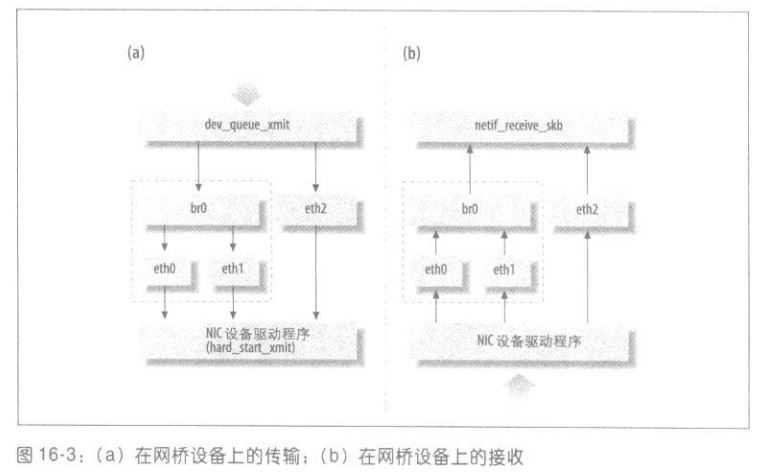 (a)
dev_queue_xmit
br0
eth2
eth0
eth1
NIC 设备驱动程序
(hard_start_xmit)
(b)
netif_receive_skb
br0
eth2
eth0
eth1
NIC 设备驱动程序
图 16-3：（a）在网桥设备上的传输；（b）在网桥设备上的接收